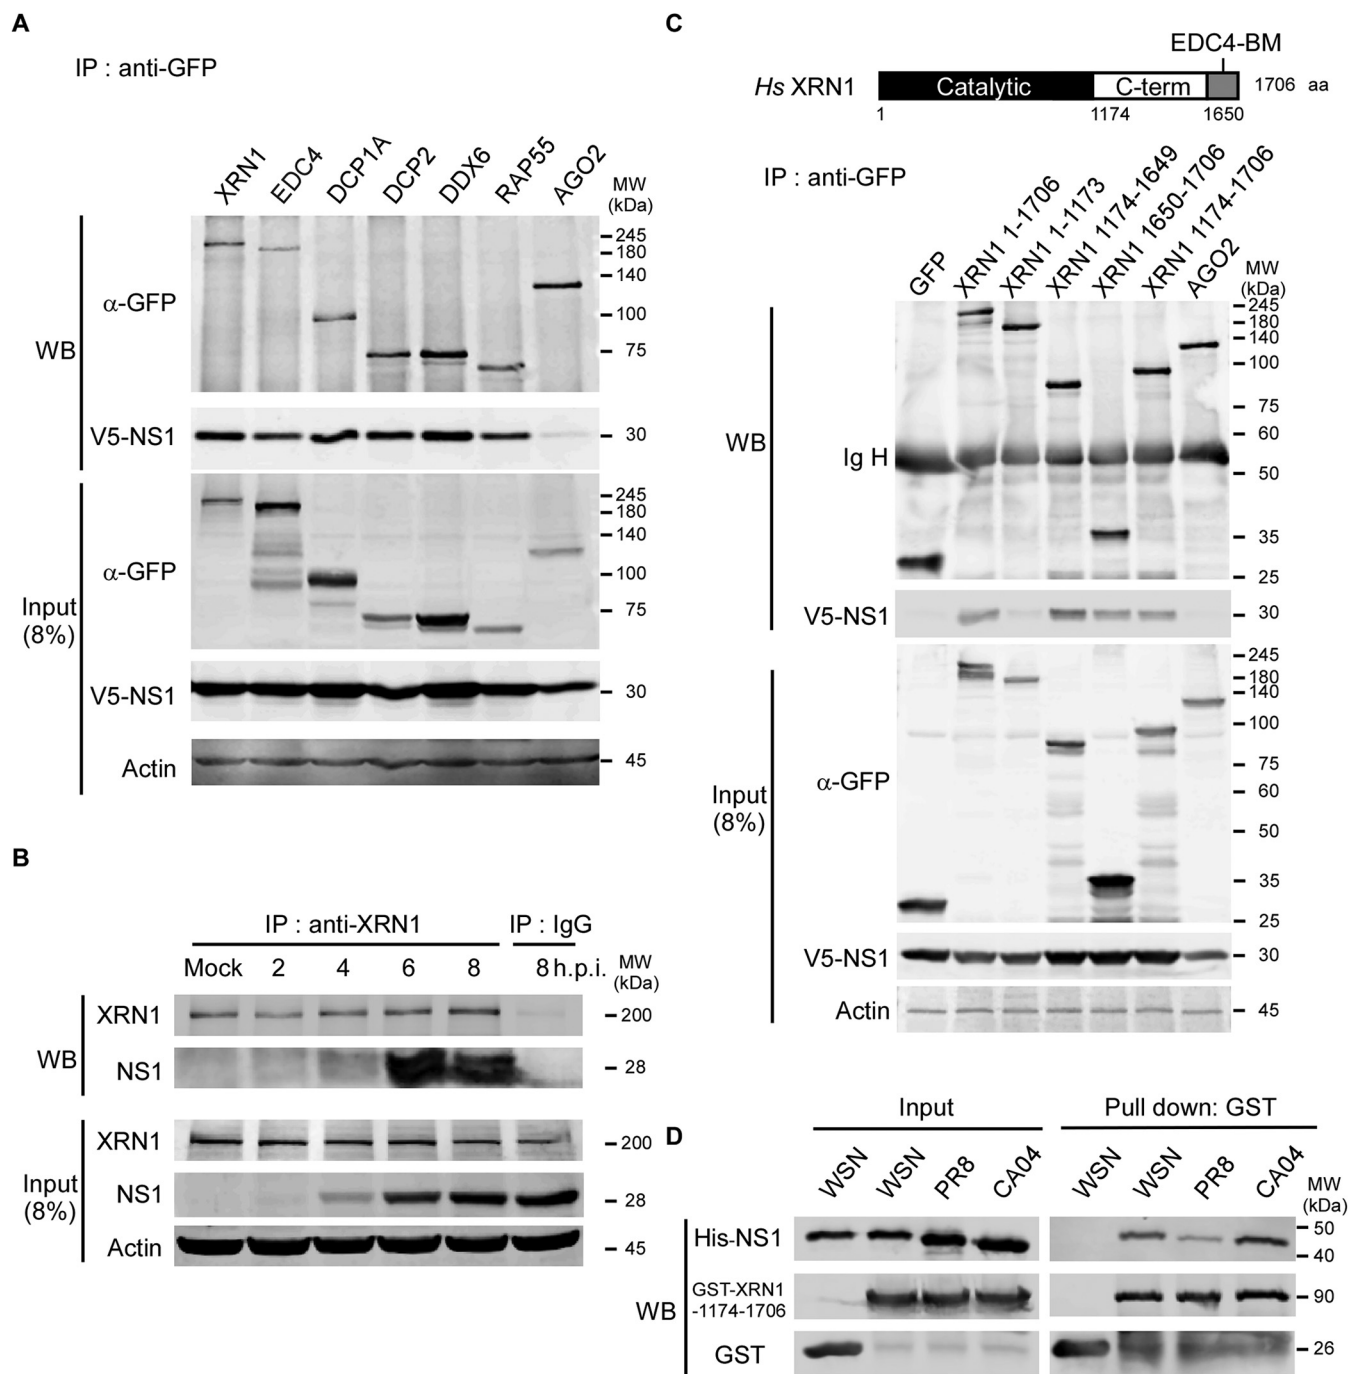 A
IP : anti-GFP
XRN1 EDC4 DCP1A DCP2 DDX6 RAP55 AGO2
MW
(kDa)
WB
α-GFP
245
180
140
100
75
V5-NS1
30
Input
(8%)
α-GFP
245
180
140
100
75
V5-NS1
30
Actin
45
B
IP : anti-XRN1 IP : IgG
Mock 2 4 6 8 8 h.p.i.
MW
(kDa)
WB
XRN1
200
NS1
28
Input
(8%)
XRN1
200
NS1
28
Actin
45
C
EDC4-BM
Hs XRN1 Catalytic C-term 1706 aa
1 1174 1650
IP : anti-GFP
GFP XRN1 1-1706 XRN1 1-1173 XRN1 1174-1649 XRN1 1650-1706 XRN1 1174-1706 AGO2
MW
(kDa)
WB
245
180
140
100
75
60
Ig H
50
35
25
V5-NS1
30
Input
(8%)
α-GFP
245
180
140
100
75
60
50
35
25
V5-NS1
30
Actin
45
D
Input Pull down: GST
WSN WSN PR8 CA04 WSN WSN PR8 CA04
MW
(kDa)
WB
His-NS1
50
40
GST-XRN1
-1174-1706
90
GST
26